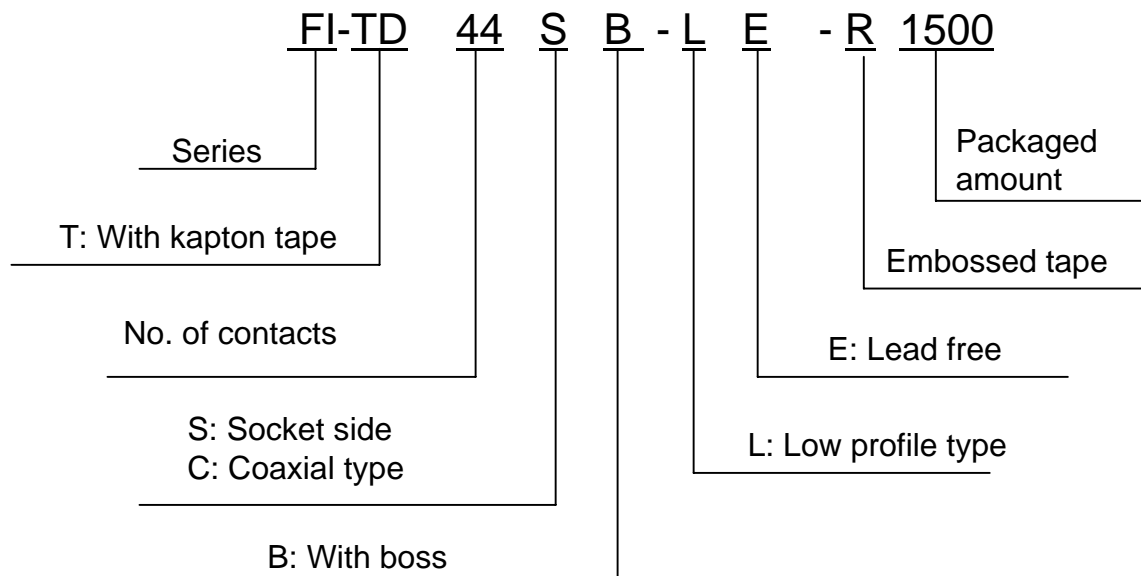 FI-TD 44 S B - L E - R 1500
Series
Packaged
amount
T: With kapton tape
Embossed tape
No. of contacts
E: Lead free
S: Socket side
C: Coaxial type
L: Low profile type
B: With boss